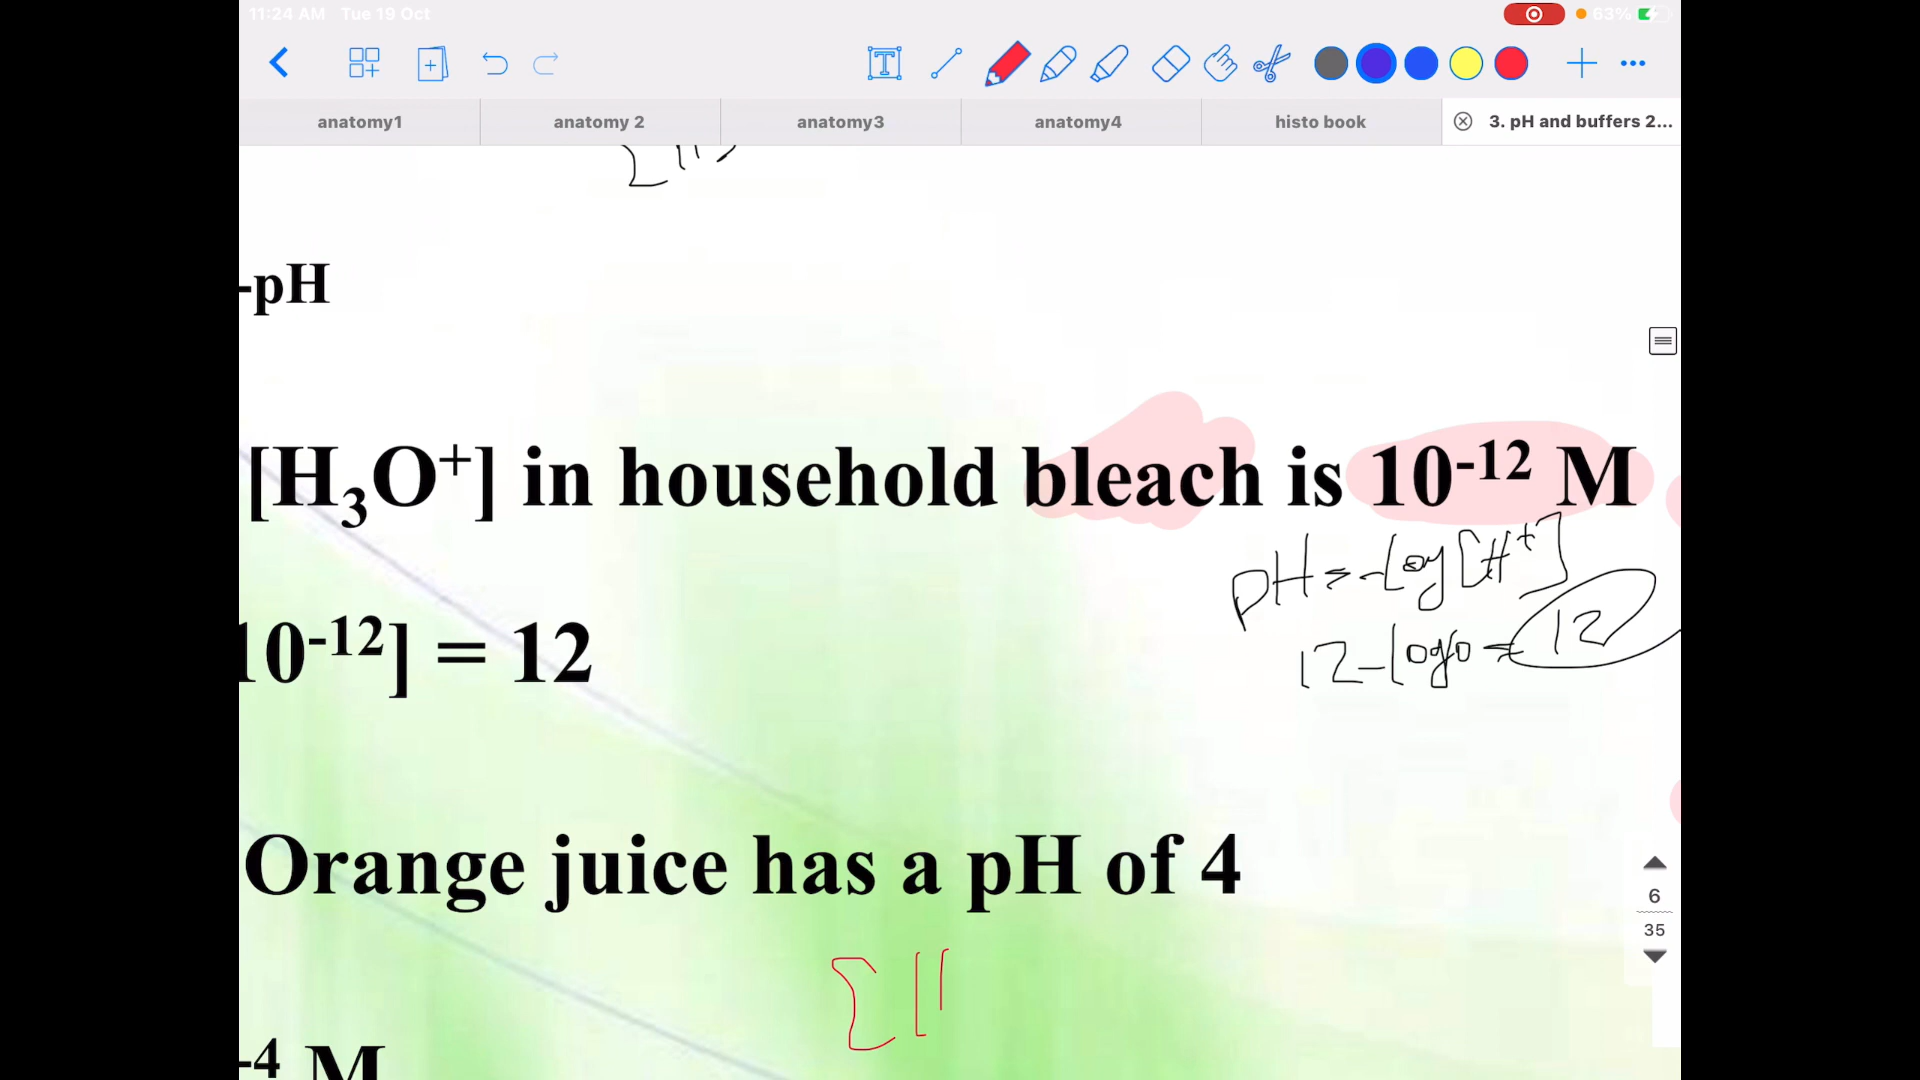 11:24 AM Tue 19 Oct 63%
anatomy1 anatomy 2 anatomy3 anatomy4 histo book 3. pH and buffers 2...
-pH
[H₃O⁺] in household bleach is 10⁻¹² M
pH = -log[H⁺]
10⁻¹²] = 12
12-log = 12
Orange juice has a pH of 4
6
35
⁻⁴ M